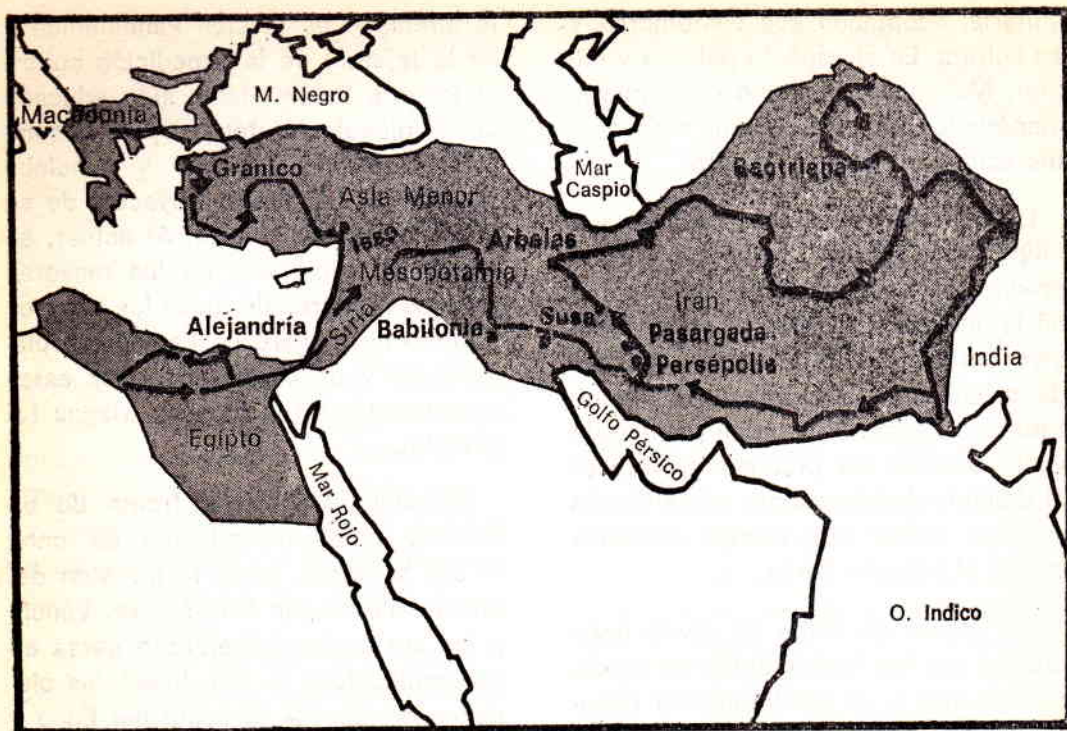 M. Negro
Macedonia
Granico
Mar
Caspio
Bactriana
Asia Menor
Isso
Arbelas
Mesopotamia
Siria
Irán
Alejandría
Babilonia
Susa
Pasargada
Persépolis
India
Golfo Pérsico
Egipto
Mar Rojo
O. Indico